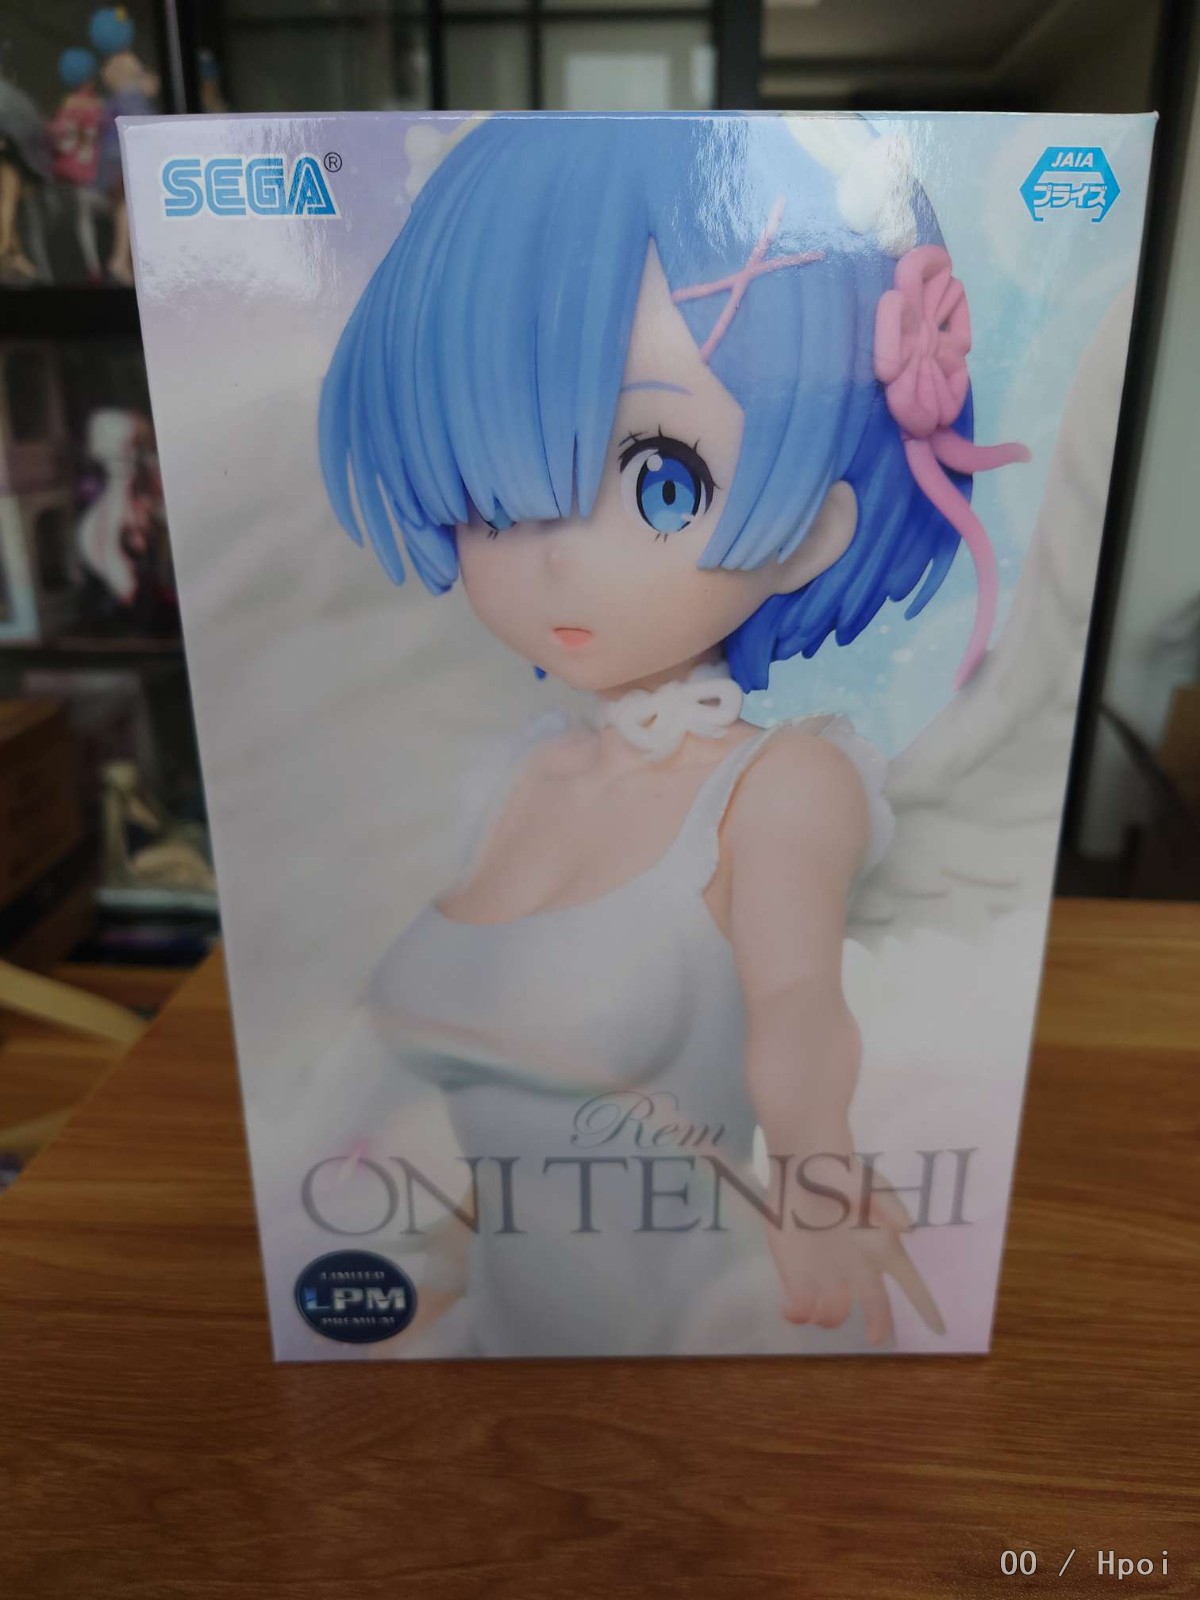 SEGA®
JAIA
プライズ
Rem
ONI TENSHI
LIMITED
LPM
PREMIUM
00 / Hpoi